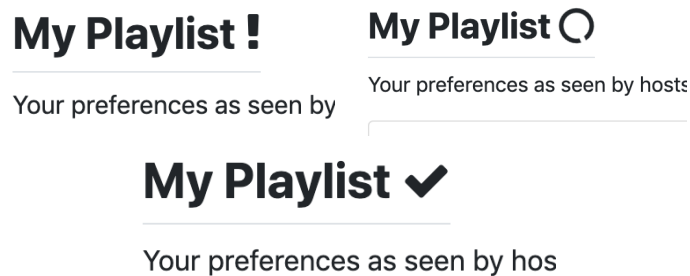 My Playlist !
Your preferences as seen by
My Playlist
Your preferences as seen by hosts
My Playlist ✔
Your preferences as seen by hos